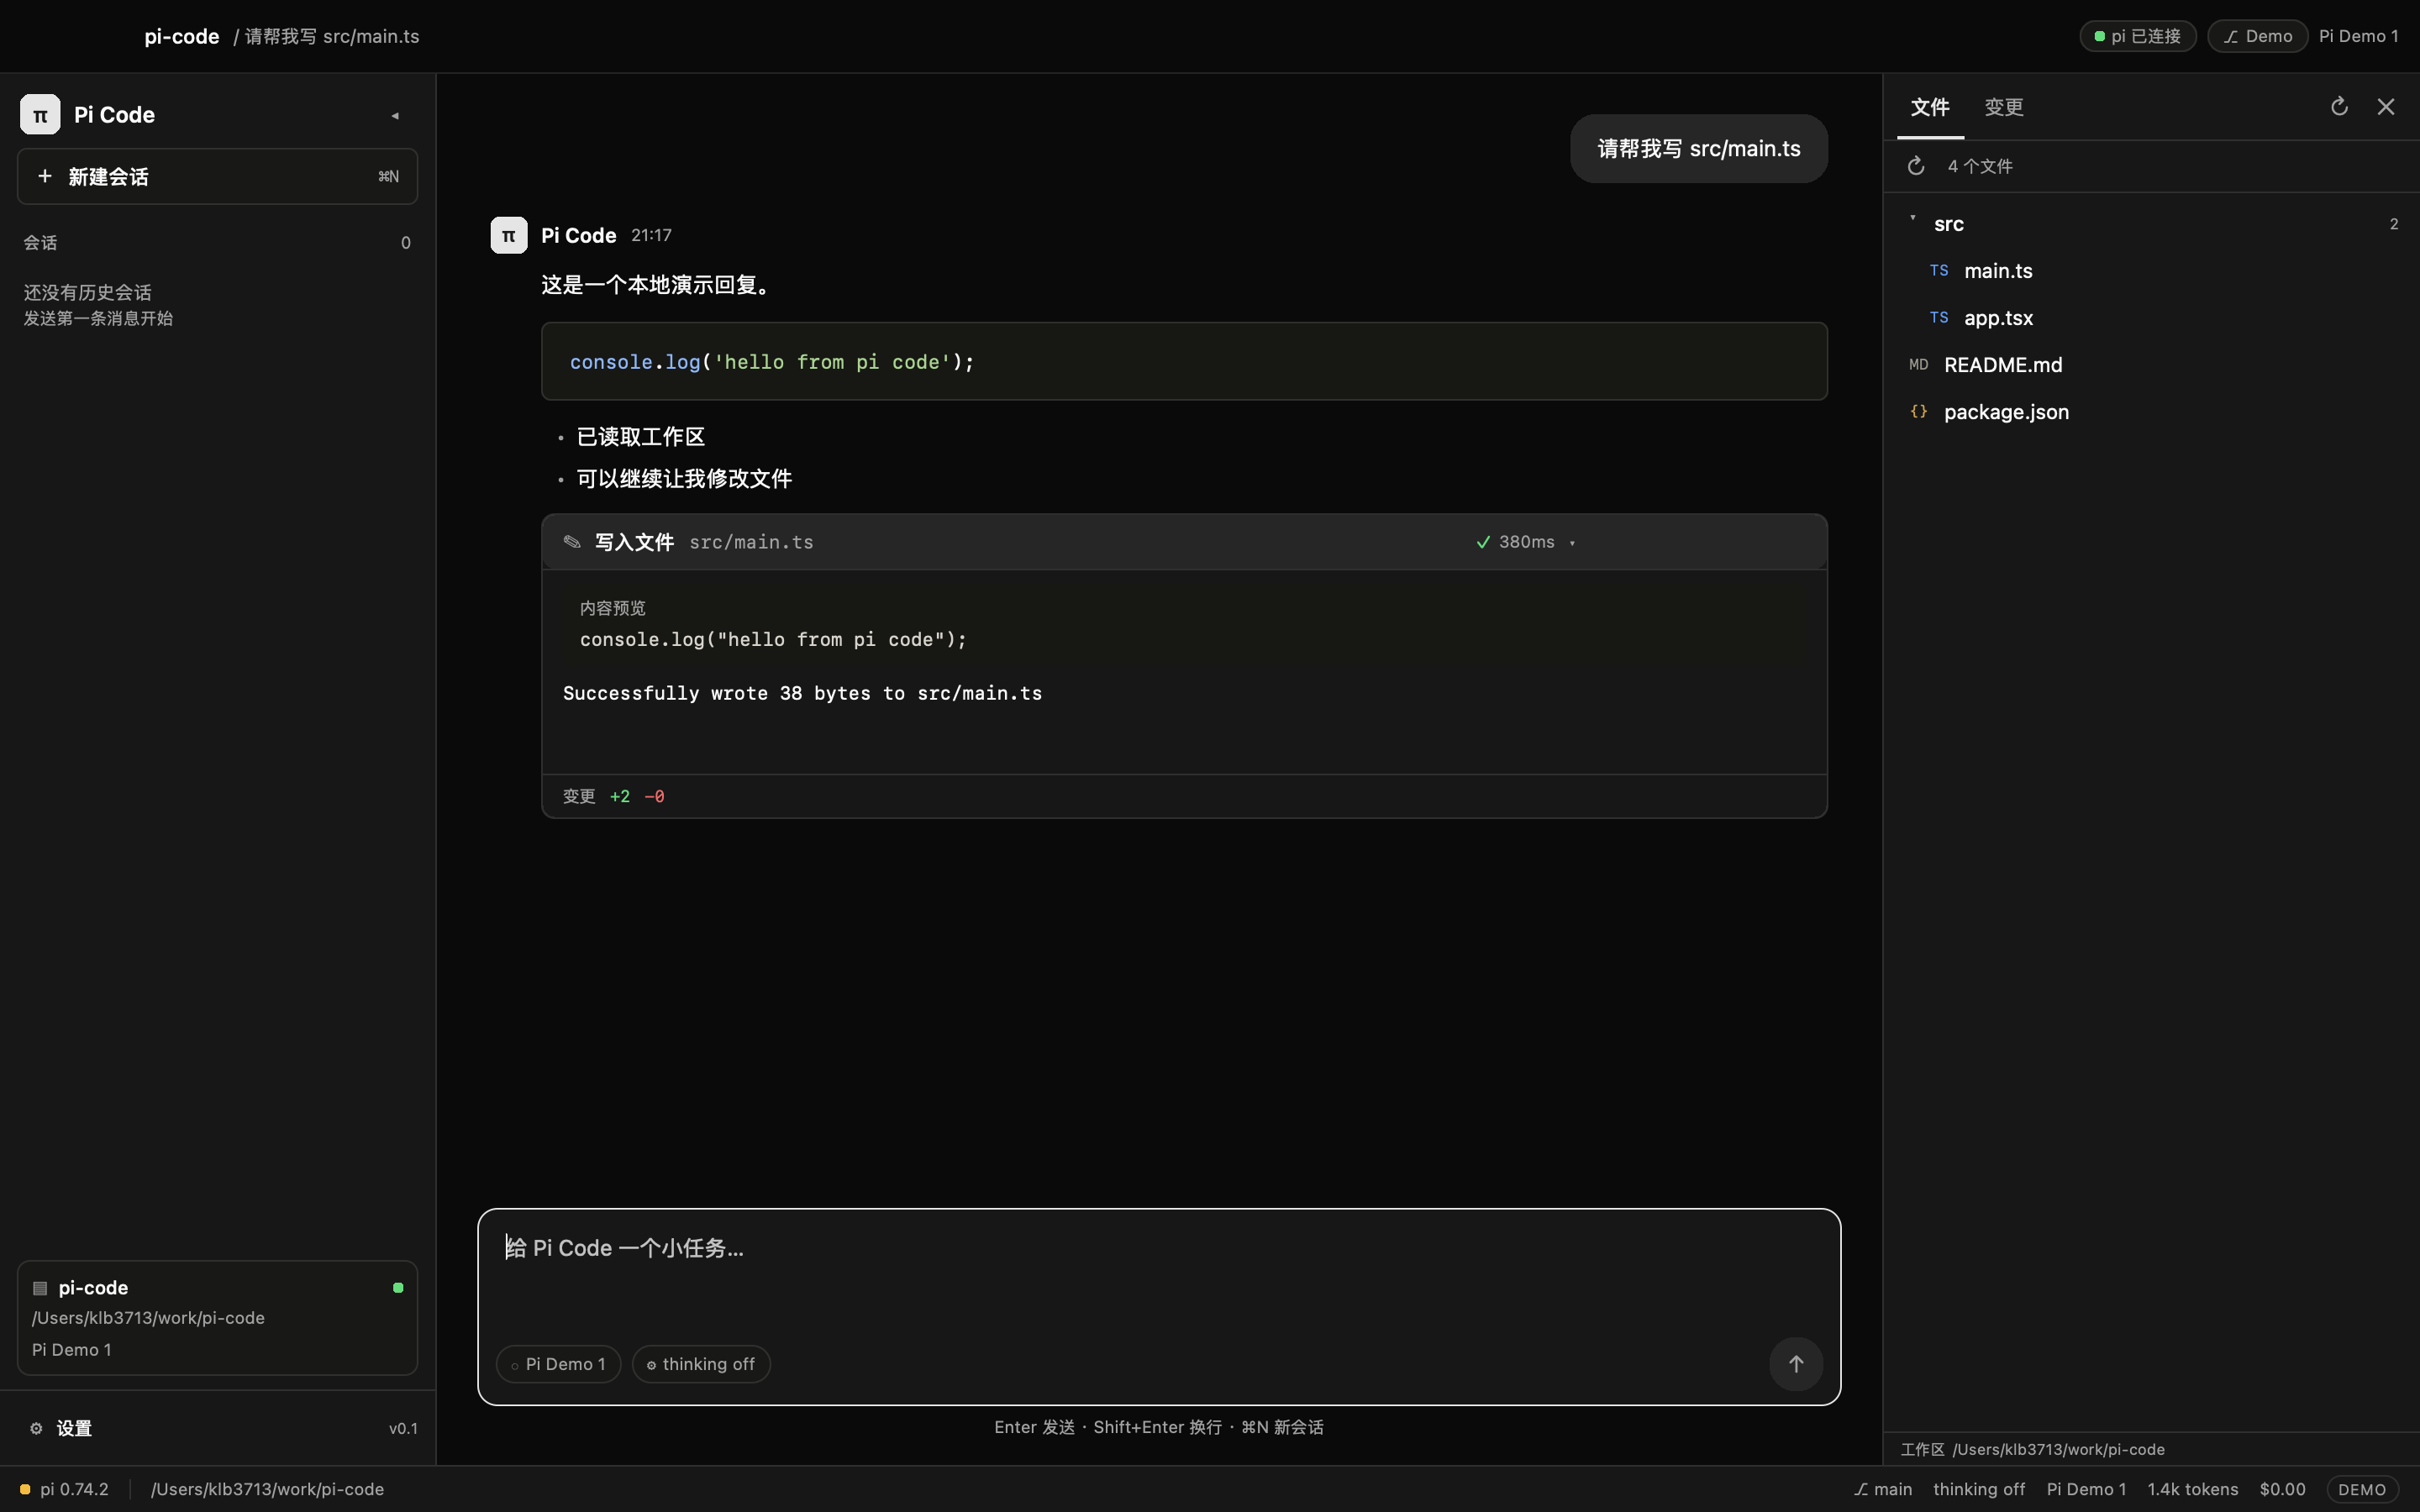 pi-code / 请帮我写 src/main.ts
pi 已连接
Demo
Pi Demo 1
π Pi Code
+ 新建会话 ⌘N
会话 0
还没有历史会话
发送第一条消息开始
pi-code
/Users/klb3713/work/pi-code
Pi Demo 1
设置 v0.1
请帮我写 src/main.ts
π Pi Code 21:17
这是一个本地演示回复。
console.log('hello from pi code');
• 已读取工作区
• 可以继续让我修改文件
写入文件 src/main.ts ✓ 380ms
内容预览
console.log("hello from pi code");
Successfully wrote 38 bytes to src/main.ts
变更 +2 −0
给 Pi Code 一个小任务…
Pi Demo 1
thinking off
Enter 发送 · Shift+Enter 换行 · ⌘N 新会话
文件 变更
4 个文件
src 2
TS main.ts
TS app.tsx
MD README.md
{} package.json
工作区 /Users/klb3713/work/pi-code
pi 0.74.2 /Users/klb3713/work/pi-code
main thinking off Pi Demo 1 1.4k tokens $0.00 DEMO